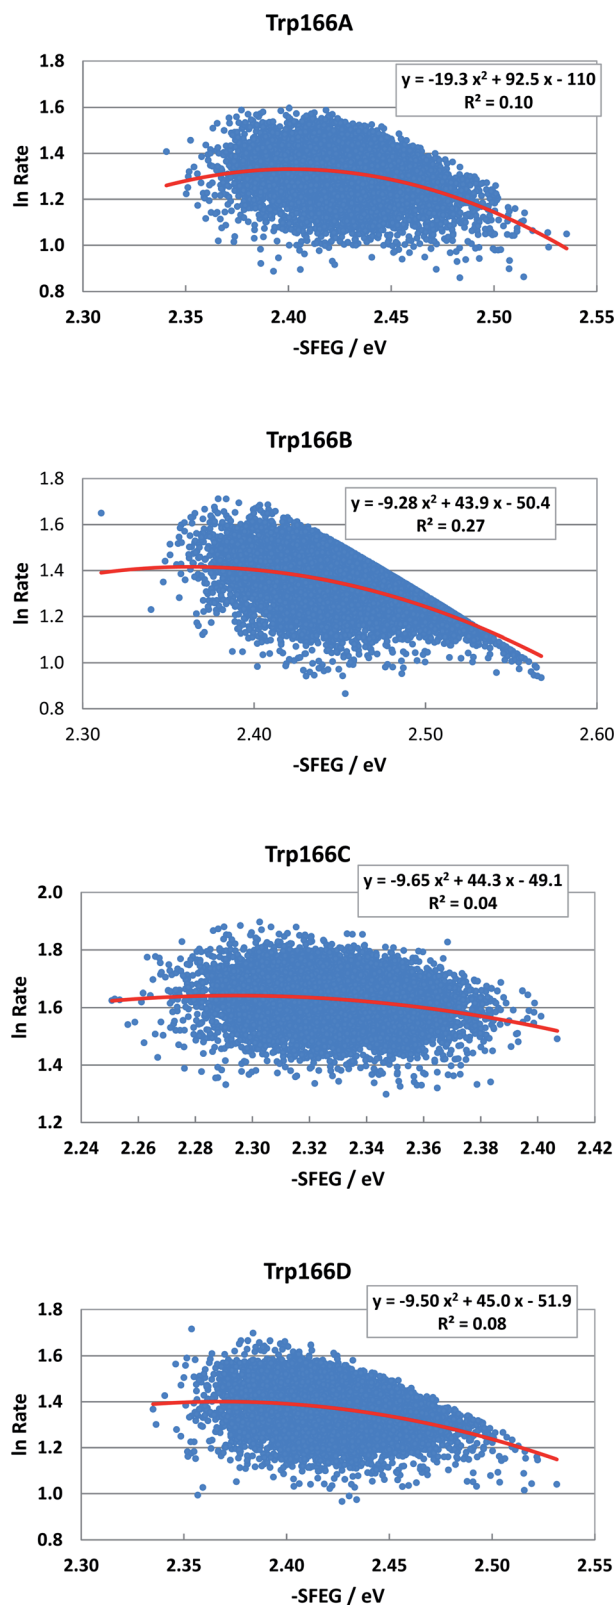 Trp166A
y = -19.3 x² + 92.5 x - 110
R² = 0.10
1.8
1.6
1.4
1.2
1.0
0.8
ln Rate
2.30 2.35 2.40 2.45 2.50 2.55
-SFEG / eV
Trp166B
y = -9.28 x² + 43.9 x - 50.4
R² = 0.27
1.8
1.6
1.4
1.2
1.0
0.8
ln Rate
2.30 2.40 2.50 2.60
-SFEG / eV
Trp166C
y = -9.65 x² + 44.3 x - 49.1
R² = 0.04
2.0
1.8
1.6
1.4
1.2
ln Rate
2.24 2.26 2.28 2.30 2.32 2.34 2.36 2.38 2.40 2.42
-SFEG / eV
Trp166D
y = -9.50 x² + 45.0 x - 51.9
R² = 0.08
1.8
1.6
1.4
1.2
1.0
0.8
ln Rate
2.30 2.35 2.40 2.45 2.50 2.55
-SFEG / eV